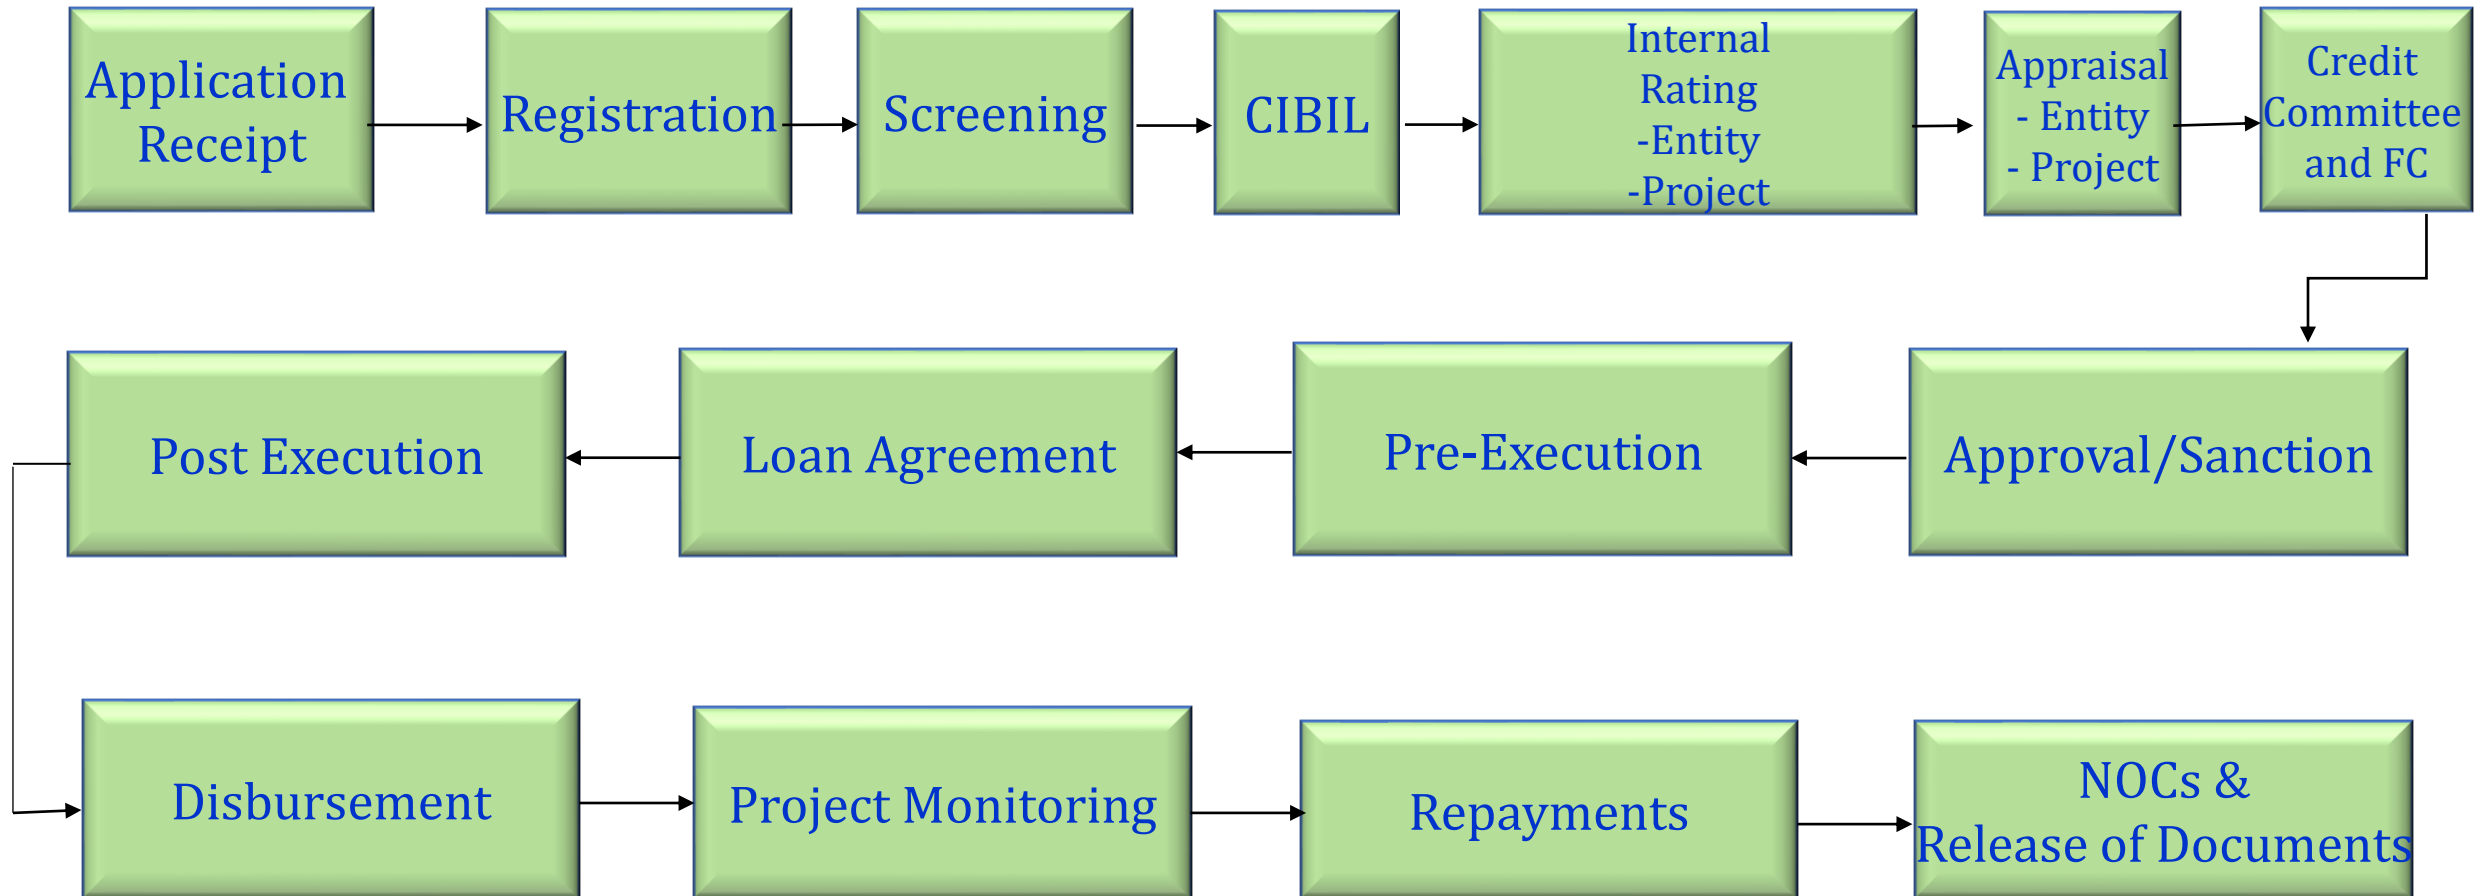 Application
Receipt
Registration
Screening
CIBIL
Internal
Rating
-Entity
-Project
Appraisal
- Entity
- Project
Credit
Committee
and FC
Approval/Sanction
Pre-Execution
Loan Agreement
Post Execution
Disbursement
Project Monitoring
Repayments
NOCs &
Release of Documents